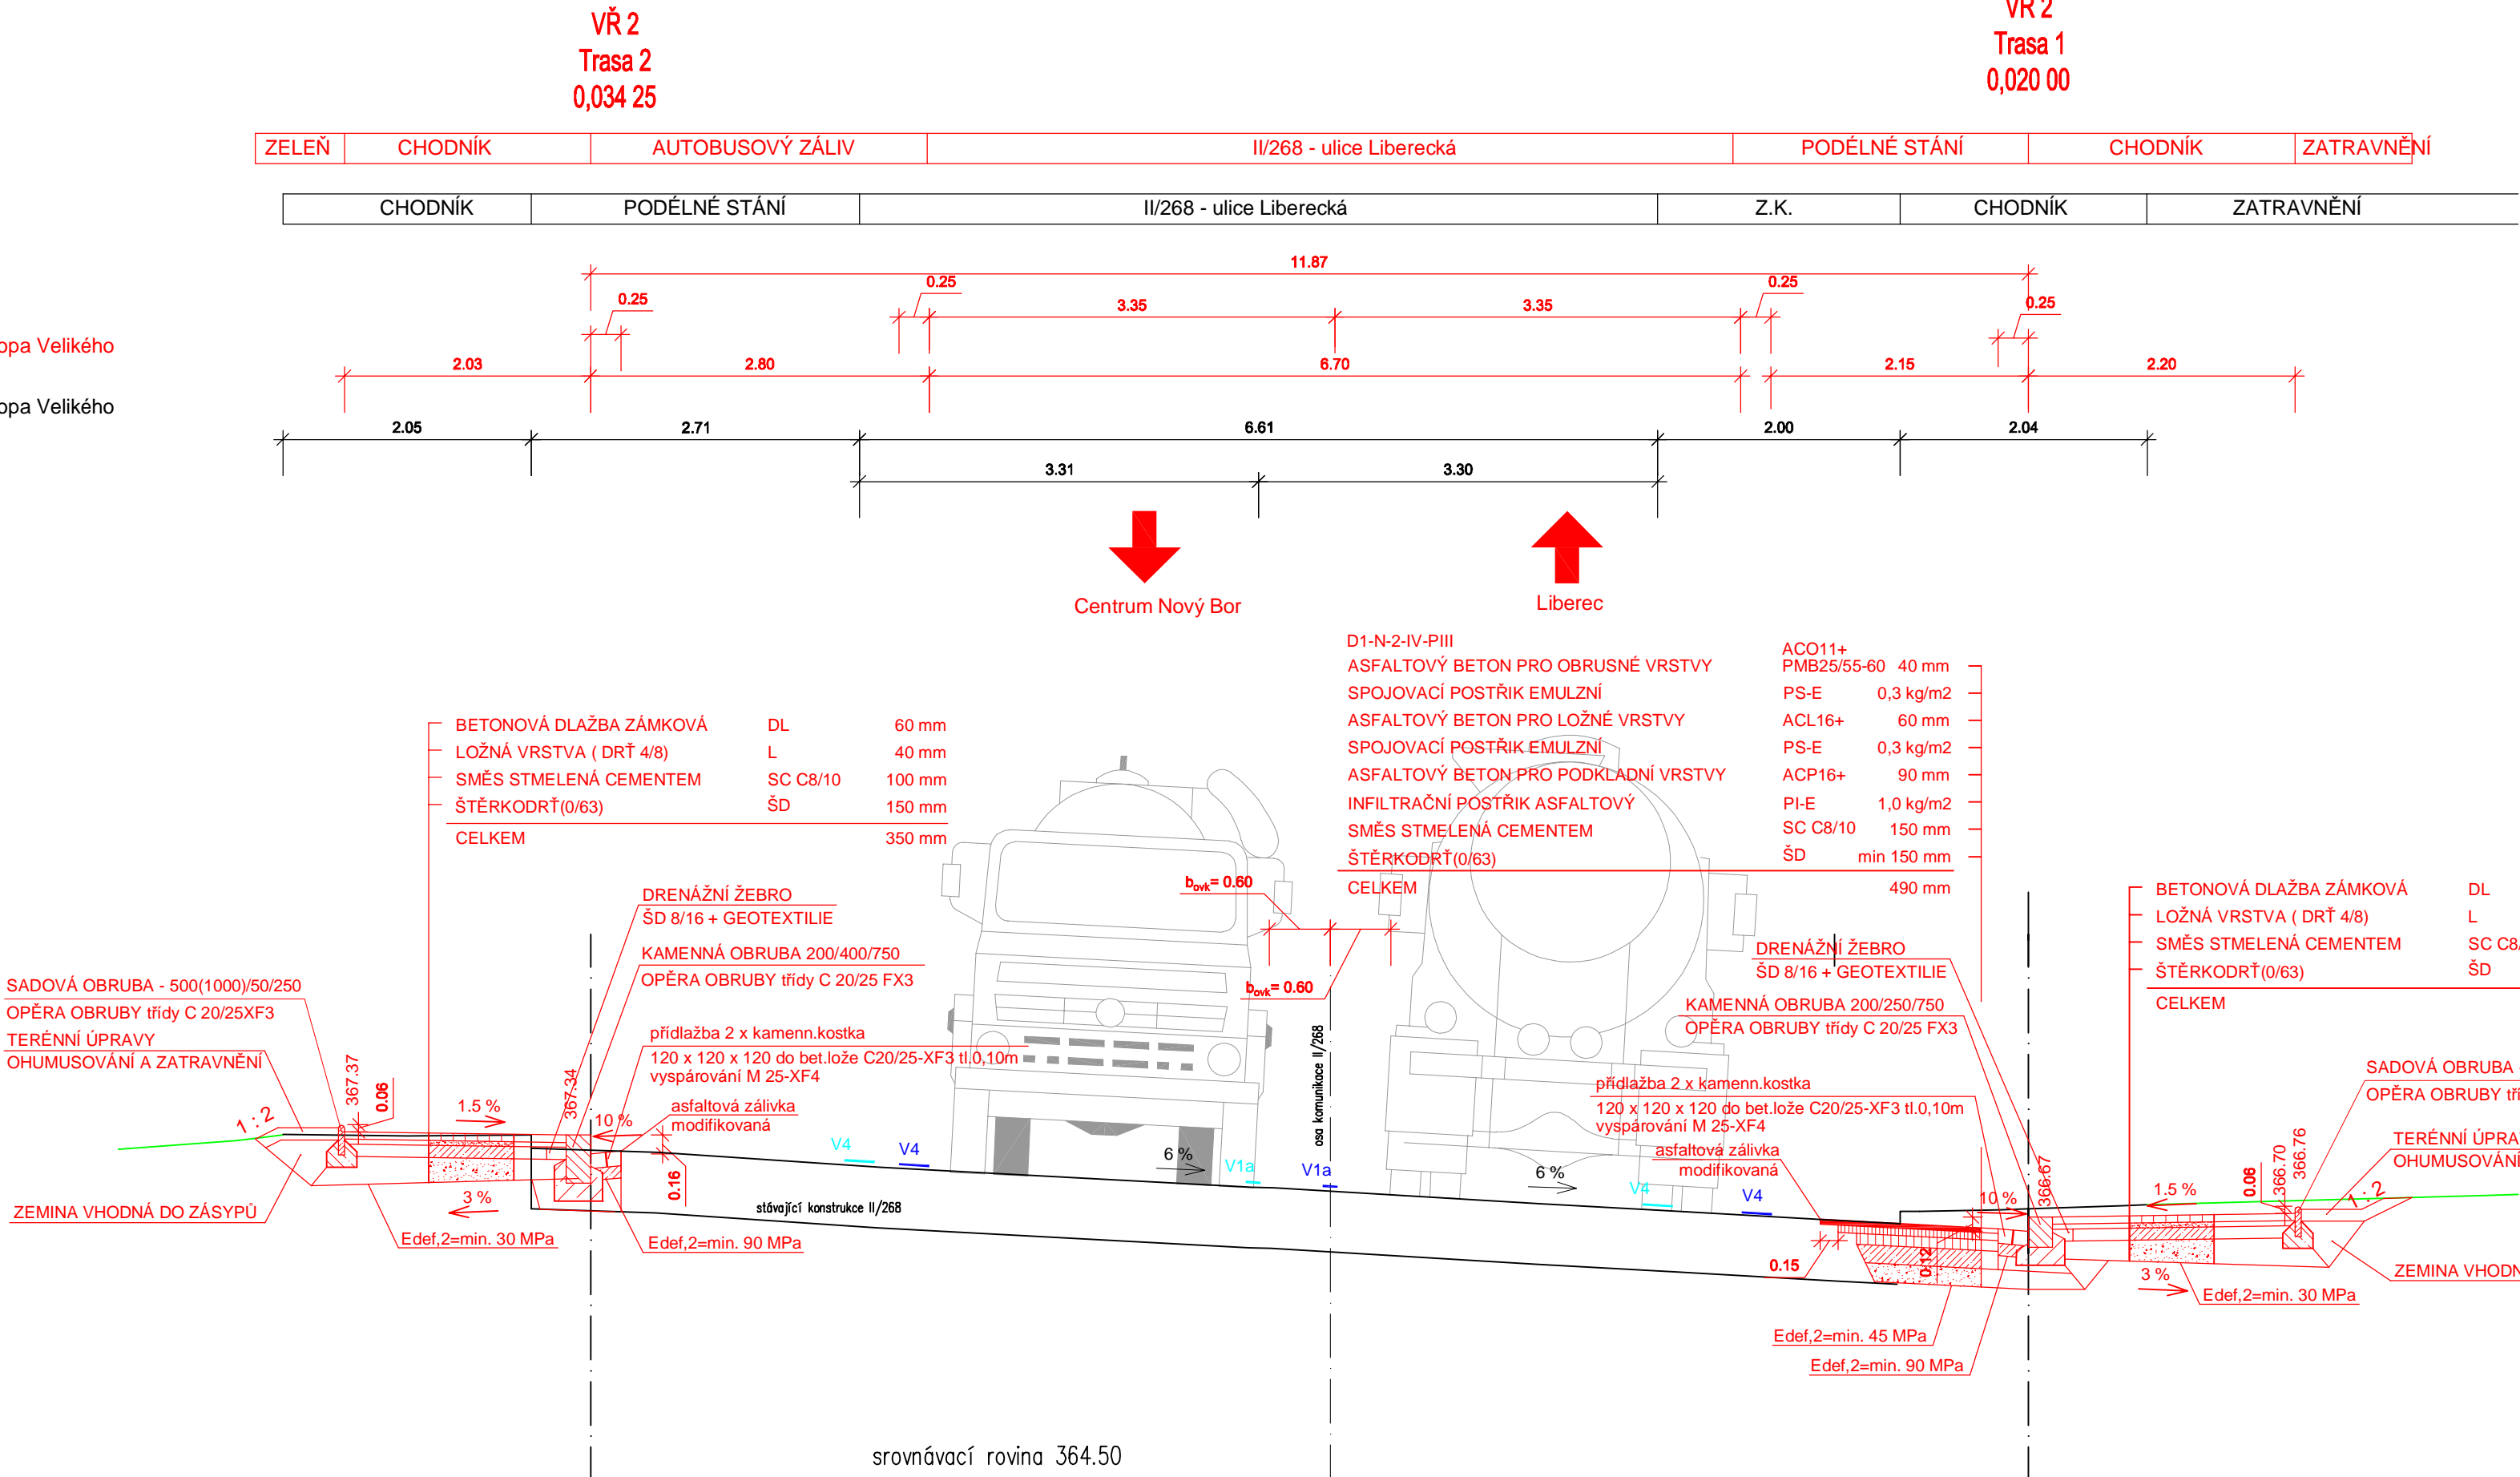 VŘ 2
Trasa 2
0,034 25
VŘ 2
Trasa 1
0,020 00
ZELEŇ CHODNÍK AUTOBUSOVÝ ZÁLIV II/268 - ulice Liberecká PODÉLNÉ STÁNÍ CHODNÍK ZATRAVNĚNÍ
CHODNÍK PODÉLNÉ STÁNÍ II/268 - ulice Liberecká Z.K. CHODNÍK ZATRAVNĚNÍ
11.87
0.25 0.25
0.25 3.35 3.35 0.25
opa Velikého
2.03 2.80 6.70 2.15 2.20
opa Velikého
2.05 2.71 6.61 2.00 2.04
3.31 3.30
Centrum Nový Bor
Liberec
D1-N-2-IV-PIII
ACO11+
ASFALTOVÝ BETON PRO OBRUSNÉ VRSTVY PMB25/55-60 40 mm
SPOJOVACÍ POSTŘIK EMULZNÍ PS-E 0,3 kg/m2
ASFALTOVÝ BETON PRO LOŽNÉ VRSTVY ACL16+ 60 mm
SPOJOVACÍ POSTŘIK EMULZNÍ PS-E 0,3 kg/m2
ASFALTOVÝ BETON PRO PODKLADNÍ VRSTVY ACP16+ 90 mm
INFILTRAČNÍ POSTŘIK ASFALTOVÝ PI-E 1,0 kg/m2
SMĚS STMELENÁ CEMENTEM SC C8/10 150 mm
ŠTĚRKODRŤ(0/63) ŠD min 150 mm
CELKEM 490 mm
BETONOVÁ DLAŽBA ZÁMKOVÁ DL 60 mm
LOŽNÁ VRSTVA ( DRŤ 4/8) L 40 mm
SMĚS STMELENÁ CEMENTEM SC C8/10 100 mm
ŠTĚRKODRŤ(0/63) ŠD 150 mm
CELKEM 350 mm
bovk= 0.60
bovk= 0.60
osa komunikace II/268
DRENÁŽNÍ ŽEBRO
ŠD 8/16 + GEOTEXTILIE
KAMENNÁ OBRUBA 200/400/750
OPĚRA OBRUBY třídy C 20/25 FX3
přídlažba 2 x kamenn.kostka
120 x 120 x 120 do bet.lože C20/25-XF3 tl.0,10m
vyspárování M 25-XF4
asfaltová zálivka
modifikovaná
SADOVÁ OBRUBA - 500(1000)/50/250
OPĚRA OBRUBY třídy C 20/25XF3
TERÉNNÍ ÚPRAVY
OHUMUSOVÁNÍ A ZATRAVNĚNÍ
1 : 2
367.37
0.06
1.5 %
367.34
10 %
0.16
ZEMINA VHODNÁ DO ZÁSYPŮ
3 %
Edef,2=min. 30 MPa
Edef,2=min. 90 MPa
stávající konstrukce II/268
V4 V4
6 %
V1a V1a
6 %
V4 V4
DRENÁŽNÍ ŽEBRO
ŠD 8/16 + GEOTEXTILIE
KAMENNÁ OBRUBA 200/250/750
OPĚRA OBRUBY třídy C 20/25 FX3
přídlažba 2 x kamenn.kostka
120 x 120 x 120 do bet.lože C20/25-XF3 tl.0,10m
vyspárování M 25-XF4
asfaltová zálivka
modifikovaná
BETONOVÁ DLAŽBA ZÁMKOVÁ DL
LOŽNÁ VRSTVA ( DRŤ 4/8) L
SMĚS STMELENÁ CEMENTEM SC C8/
ŠTĚRKODRŤ(0/63) ŠD
CELKEM
SADOVÁ OBRUBA -
OPĚRA OBRUBY tří
TERÉNNÍ ÚPRA
OHUMUSOVÁNÍ
10 %
366.67
1.5 %
0.06
366.70
366.76
1 : 2
0.15
0.12
3 %
ZEMINA VHODN
Edef,2=min. 30 MPa
Edef,2=min. 45 MPa
Edef,2=min. 90 MPa
srovnávací rovina 364.50